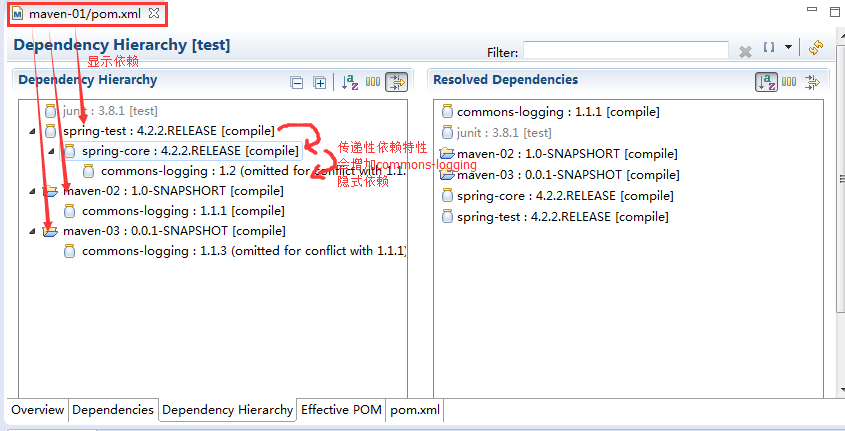 maven-01/pom.xml
Dependency Hierarchy [test]
Filter:
显示依赖
Dependency Hierarchy
Resolved Dependencies
junit : 3.8.1 [test]
spring-test : 4.2.2.RELEASE [compile]
spring-core : 4.2.2.RELEASE [compile]
commons-logging : 1.2 (omitted for conflict with 1.1.1
maven-02 : 1.0-SNAPSHORT [compile]
commons-logging : 1.1.1 [compile]
maven-03 : 0.0.1-SNAPSHOT [compile]
commons-logging : 1.1.3 (omitted for conflict with 1.1.1)
传递性依赖特性
会增加commons-logging
隐式依赖
commons-logging : 1.1.1 [compile]
junit : 3.8.1 [test]
maven-02 : 1.0-SNAPSHORT [compile]
maven-03 : 0.0.1-SNAPSHOT [compile]
spring-core : 4.2.2.RELEASE [compile]
spring-test : 4.2.2.RELEASE [compile]
Overview
Dependencies
Dependency Hierarchy
Effective POM
pom.xml